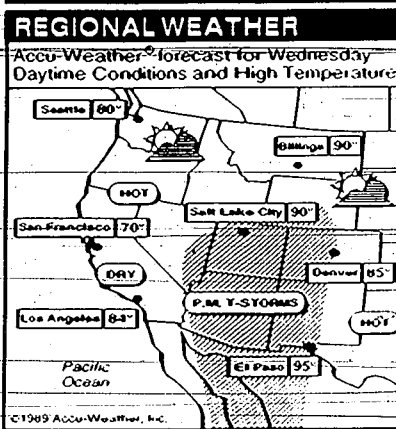 REGIONAL WEATHER
Accu-Weather® forecast for Wednesday
Daytime Conditions and High Temperature
Seattle 80°
Billings 90°
HOT
Salt Lake City 90°
San Francisco 70°
DRY
Denver 85°
P.M. T-STORMS
Los Angeles 84°
HOT
El Paso 95°
Pacific
Ocean
©1989 Accu-Weather, Inc.